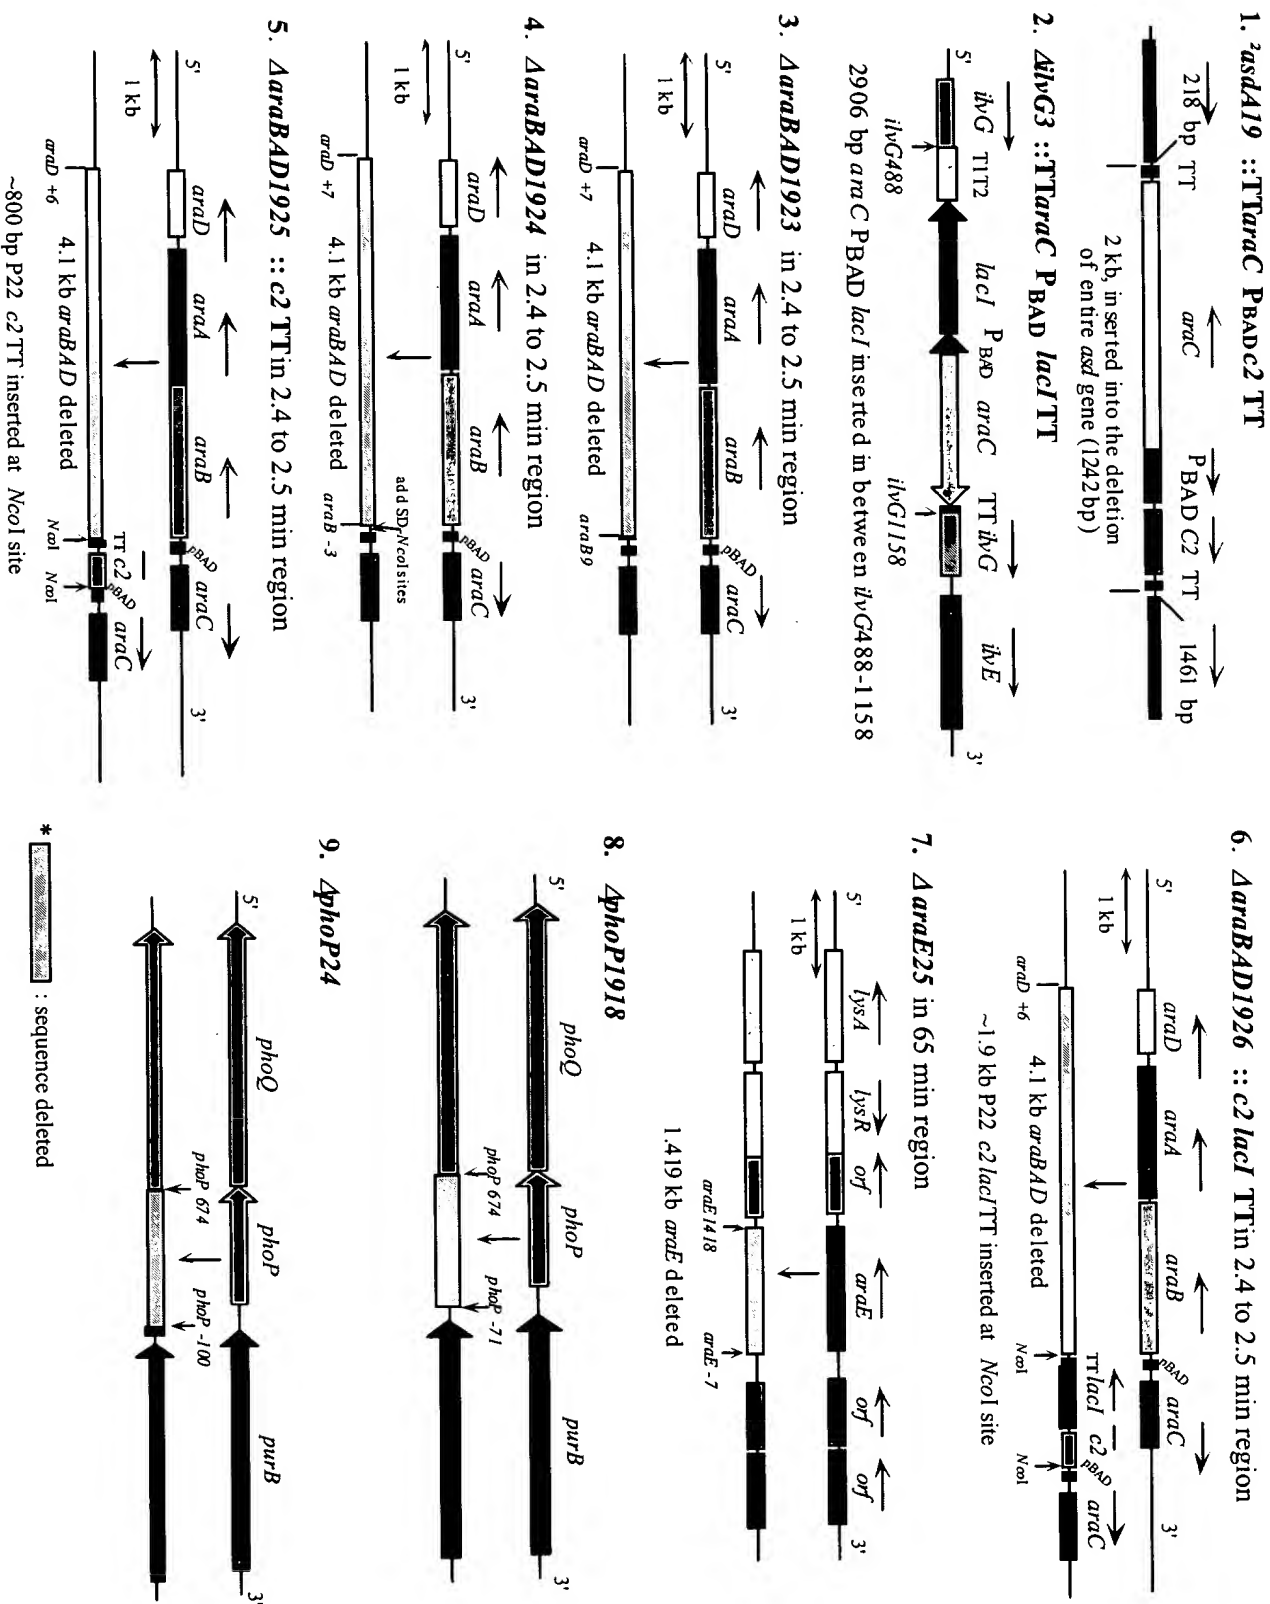 1. ²asdA19 ::TTaraC PBADc2 TT
218 bp TT araC PBAD C2 TT 1461 bp
2 kb, inserted into the deletion
of entire asd gene (1242 bp)
2. ΔilvG3 ::TTaraC PBAD lacI TT
5' ilvG T1T2 lacI PBAD araC TT ilvG ilvE 3'
ilvG488 ilvG1158
2906 bp araC PBAD lacI inserted in between ilvG488-1158
3. ΔaraBAD1923 in 2.4 to 2.5 min region
5' araD araA araB pBAD araC 3'
1 kb
araD +7 4.1 kb araBAD deleted araB9
4. ΔaraBAD1924 in 2.4 to 2.5 min region
5' araD araA araB pBAD araC 3'
1 kb
add SD, NcoI sites
araD +7 4.1 kb araBAD deleted araB -3
5. ΔaraBAD1925 :: c2 TT in 2.4 to 2.5 min region
5' araD araA araB pBAD araC 3'
1 kb
TT c2 pBAD araC
araD +6 4.1 kb araBAD deleted NcoI NcoI
~800 bp P22 c2 TT inserted at NcoI site
6. ΔaraBAD1926 :: c2 lacI TT in 2.4 to 2.5 min region
5' araD araA araB pBAD araC 3'
1 kb
TT lacI c2 pBAD araC
araD +6 4.1 kb araBAD deleted NcoI NcoI
~1.9 kb P22 c2 lacI TT inserted at NcoI site
7. ΔaraE25 in 65 min region
5' lysA lysR orf araE orf orf 3'
1 kb
araE1418 araE -7
1.419 kb araE deleted
8. ΔphoP1918
5' phoQ phoP purB 3'
phoP 674 phoP -71
9. ΔphoP24
5' phoQ phoP purB 3'
phoP 674 phoP -100
* : sequence deleted